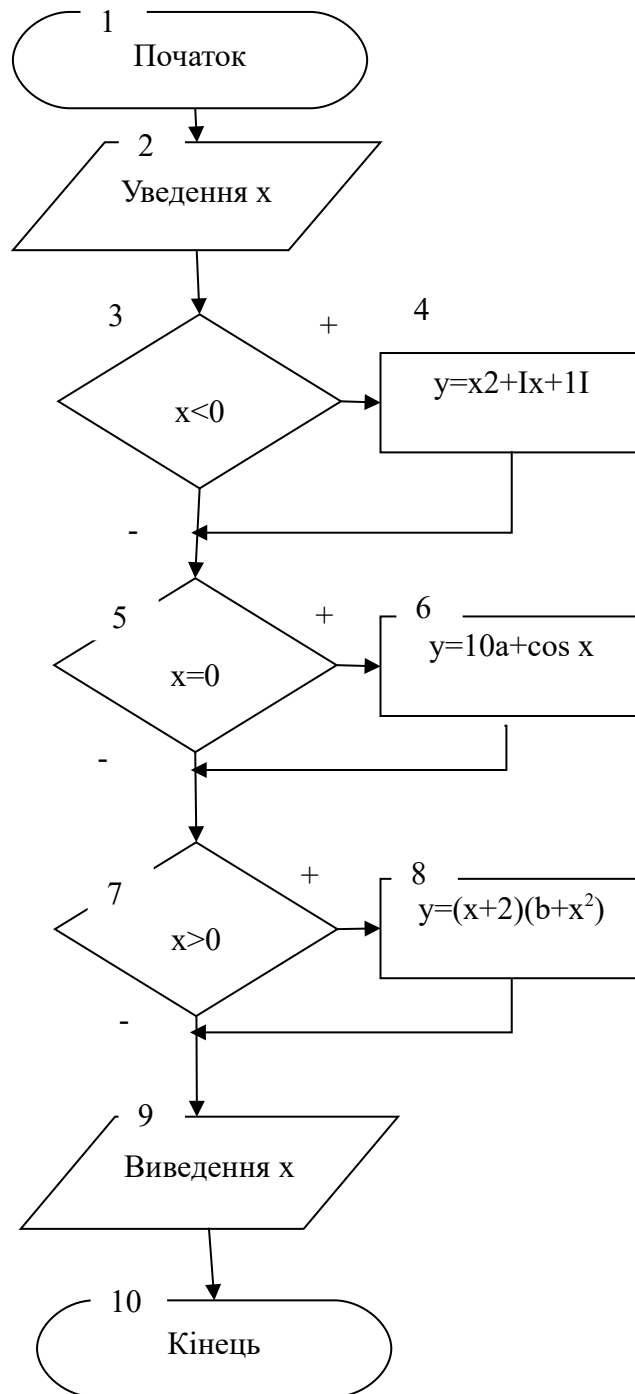 1
Початок
2
Уведення x
3
+
4
x<0
y=x2+Ix+1I
-
5
+
6
x=0
y=10a+cos x
-
7
+
8
x>0
y=(x+2)(b+x²)
-
9
Виведення x
10
Кінець